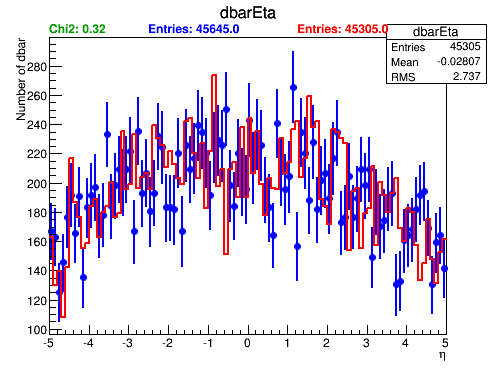 dbarEta
Chi2: 0.32 Entries: 45645.0 Entries: 45305.0
dbarEta
Entries 45305
Mean -0.02807
RMS 2.737
Number of dbar
280
260
240
220
200
180
160
140
120
100
-5 -4 -3 -2 -1 0 1 2 3 4 5
η